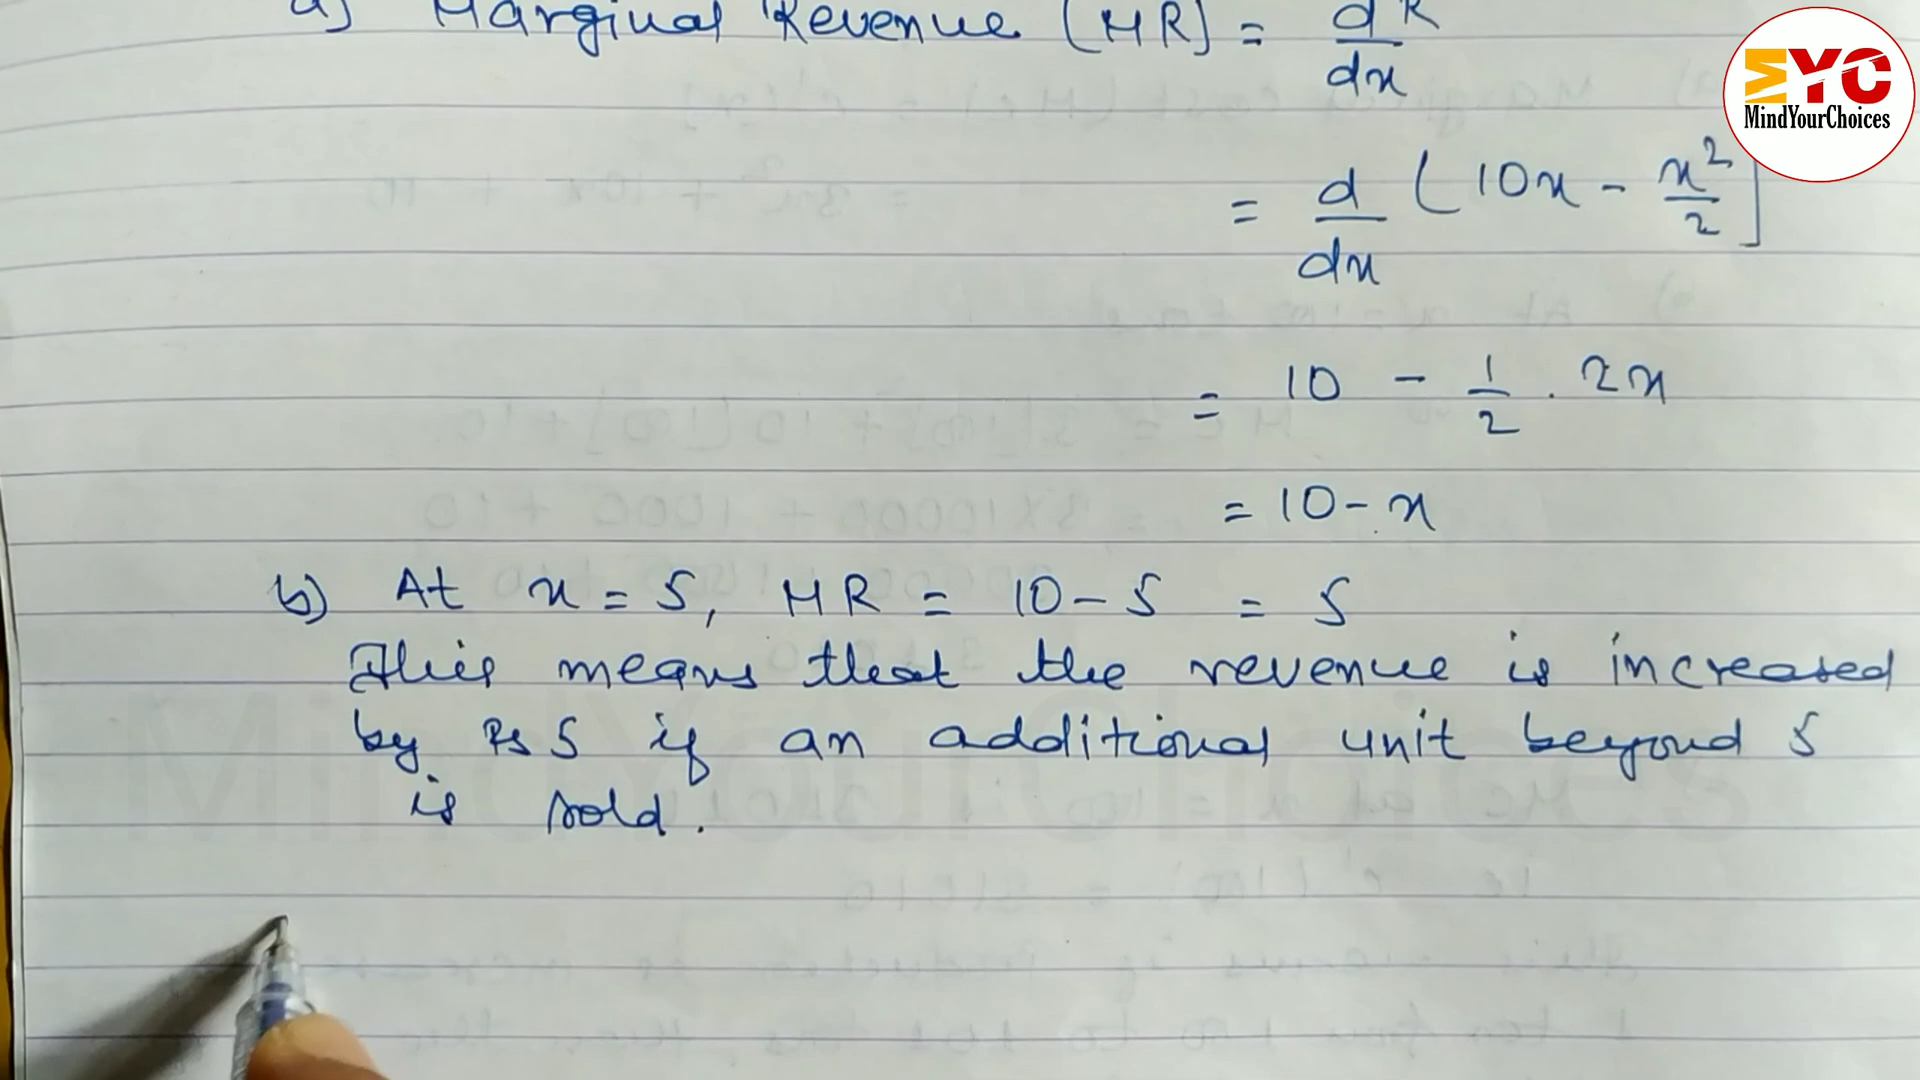 a) Marginal Revenue (MR) = dR/dx
MYC
MindYourChoices
= d/dx (10x - x²/2)
= 10 - 1/2 . 2x
= 10 - x
b) At x = 5, MR = 10 - 5 = 5
This means that the revenue is increased
by Rs 5 if an additional unit beyond 5
is sold.
MindYourChoices